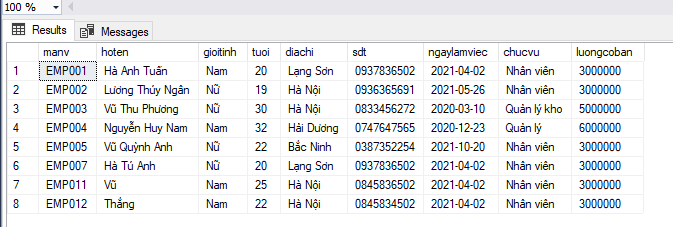 100 %
Results Messages
manv hoten gioitinh tuoi diachi sdt ngaylamviec chucvu luongcoban
1 EMP001 Hà Anh Tuấn Nam 20 Lạng Sơn 0937836502 2021-04-02 Nhân viên 3000000
2 EMP002 Lương Thúy Ngân Nữ 19 Hà Nội 0936365691 2021-05-26 Nhân viên 3000000
3 EMP003 Vũ Thu Phương Nữ 30 Hà Nội 0833456272 2020-03-10 Quản lý kho 5000000
4 EMP004 Nguyễn Huy Nam Nam 32 Hải Dương 0747647565 2020-12-23 Quản lý 6000000
5 EMP005 Vũ Quỳnh Anh Nữ 22 Bắc Ninh 0387352254 2021-10-20 Nhân viên 3000000
6 EMP007 Hà Tú Anh Nữ 20 Lạng Sơn 0937836502 2021-04-02 Nhân viên 3000000
7 EMP011 Vũ Nam 25 Hà Nội 0845836502 2021-04-02 Nhân viên 3000000
8 EMP012 Thắng Nam 22 Hà Nội 0845834502 2021-04-02 Nhân viên 3000000